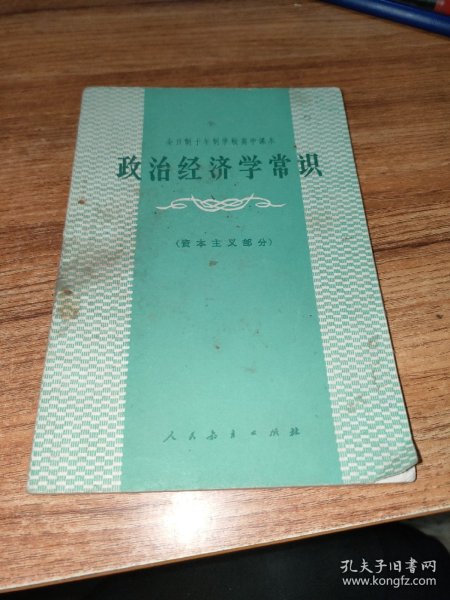 全日制十年制学校高中课本
政治经济学常识
(资本主义部分)
人民教育出版社
孔夫子旧书网
www.kongfz.com